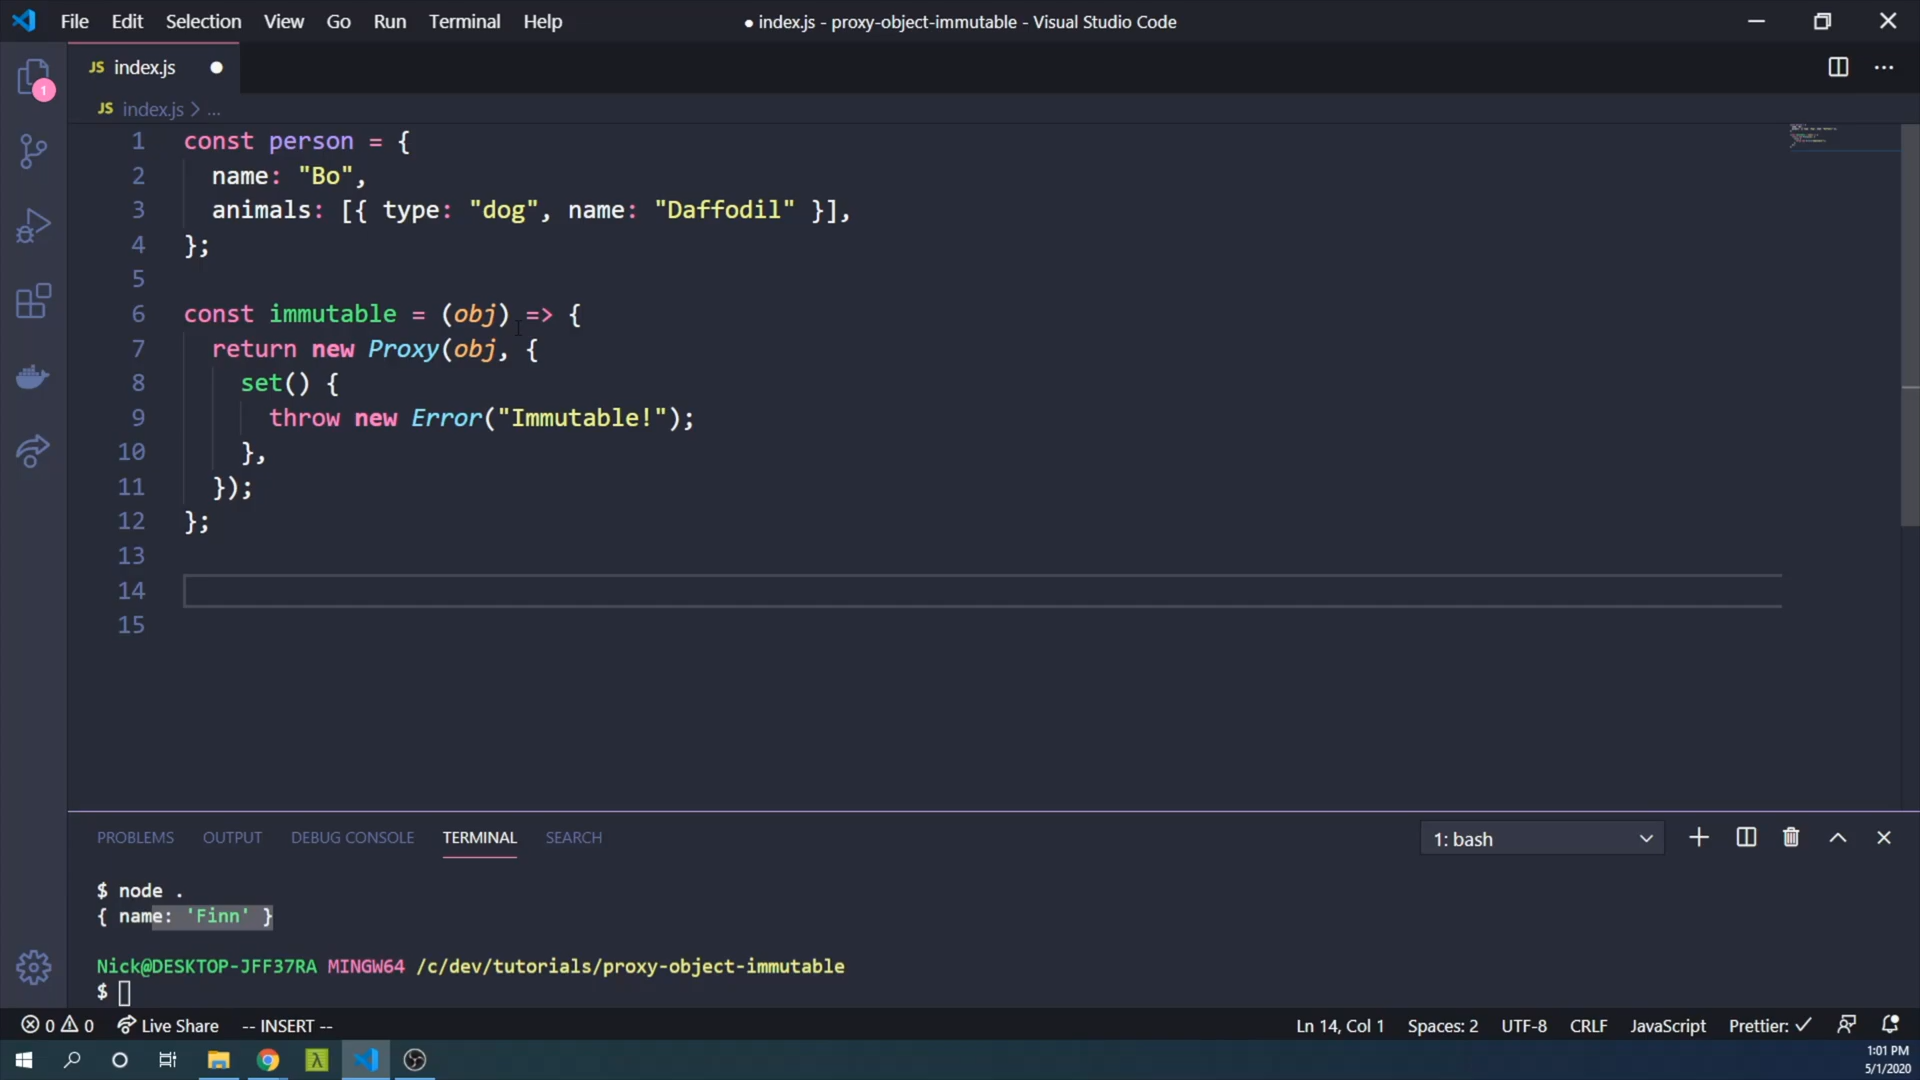 File Edit Selection View Go Run Terminal Help
● index.js - proxy-object-immutable - Visual Studio Code
JS index.js
JS index.js > ...
1
1 const person = {
2 name: "Bo",
3 animals: [{ type: "dog", name: "Daffodil" }],
4 };
5
6 const immutable = (obj) => {
7 return new Proxy(obj, {
8 set() {
9 throw new Error("Immutable!");
10 },
11 });
12 };
13
14
15
PROBLEMS OUTPUT DEBUG CONSOLE TERMINAL SEARCH
1: bash
$ node .
{ name: 'Finn' }
Nick@DESKTOP-JFF37RA MINGW64 /c/dev/tutorials/proxy-object-immutable
$
0 0 Live Share -- INSERT --
Ln 14, Col 1 Spaces: 2 UTF-8 CRLF JavaScript Prettier: ✓
1:01 PM
5/1/2020